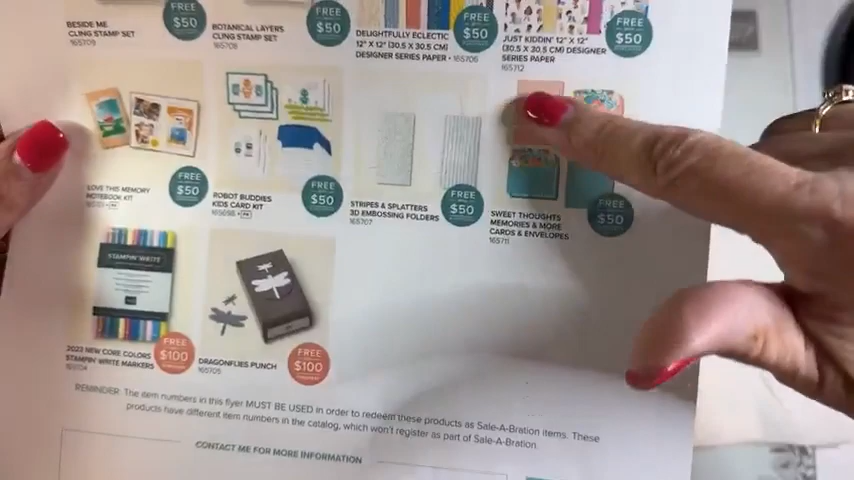 BESIDE ME
CLING STAMP SET
165709
FREE
$50
BOTANICAL LAYERS
CLING STAMP SET
165708
FREE
$50
DELIGHTFULLY ECLECTIC
12" X 12" (30.5 X 30.5 CM)
DESIGNER SERIES PAPER • 165706
FREE
$50
JUST KIDDIN' 12" X 12"
(30.5 X 30.5 CM) DESIGNER
SERIES PAPER
165712
FREE
$50
LOVE THIS MEMORY
NOTEBOOK KIT
FREE
$50
ROBOT BUDDIES
KIDS CARD KIT
165698
FREE
$50
STRIPES & SPLATTERS
3D EMBOSSING FOLDERS
165707
FREE
$50
SWEET THOUGHTS
MEMORIES & MORE
CARDS & ENVELOPES
165711
FREE
$50
STAMPIN' WRITE
2023 NEW CORE COLORS
STAMPIN' WRITE MARKERS
165704
FREE
$100
DRAGONFLIES PUNCH
165705
FREE
$100
REMINDER: The item numbers in this flyer MUST BE USED in order to redeem these products as Sale-A-Bration items. These
products have different item numbers in the catalog, which won't register as part of Sale-A-Bration.
CONTACT ME FOR MORE INFORMATION